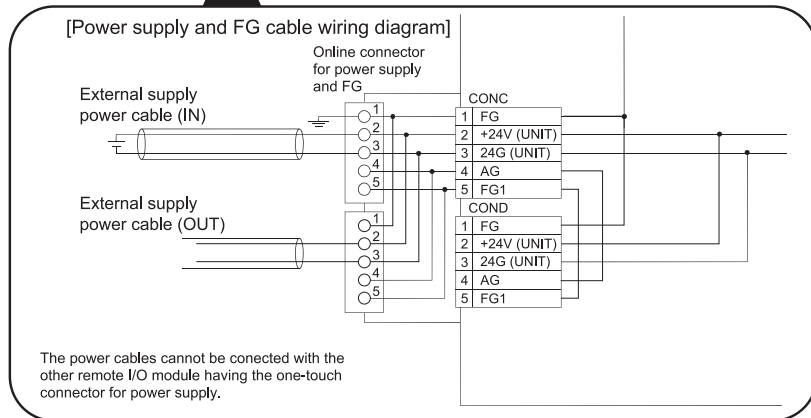 [Power supply and FG cable wiring diagram]
Online connector
for power supply
and FG
External supply
power cable (IN)
1
2
3
4
5
CONC
1 FG
2 +24V (UNIT)
3 24G (UNIT)
4 AG
5 FG1
External supply
power cable (OUT)
1
2
3
4
5
COND
1 FG
2 +24V (UNIT)
3 24G (UNIT)
4 AG
5 FG1
The power cables cannot be conected with the
other remote I/O module having the one-touch
connector for power supply.